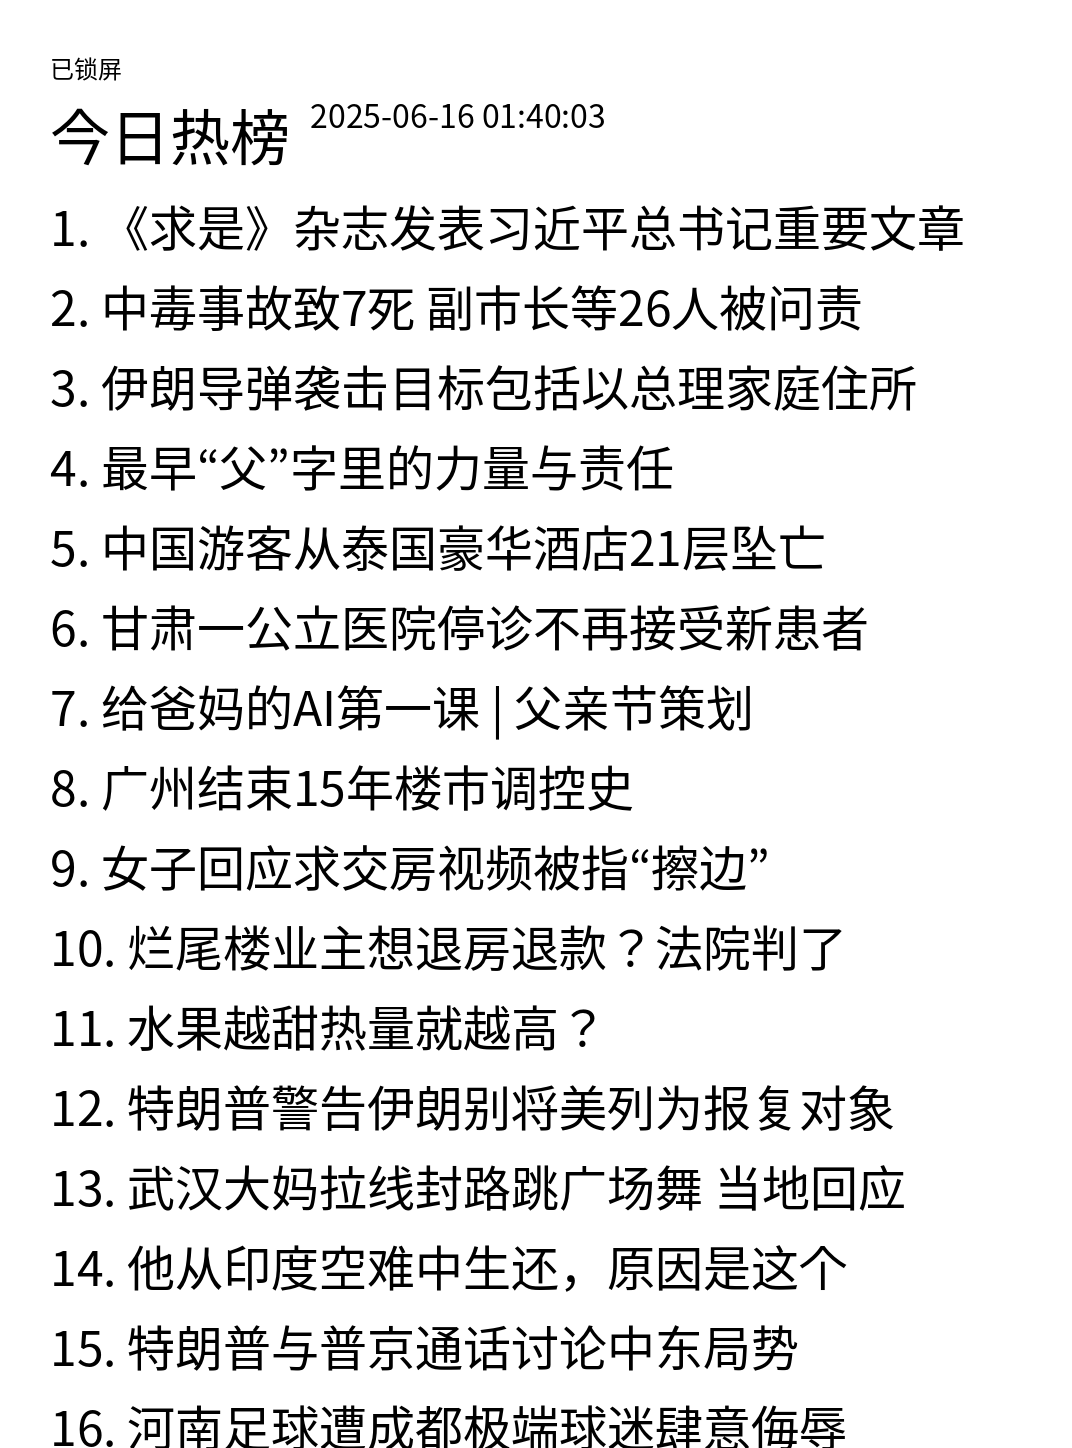 已锁屏
今日热榜 2025-06-16 01:40:03
1. 《求是》杂志发表习近平总书记重要文章
2. 中毒事故致7死 副市长等26人被问责
3. 伊朗导弹袭击目标包括以总理家庭住所
4. 最早“父”字里的力量与责任
5. 中国游客从泰国豪华酒店21层坠亡
6. 甘肃一公立医院停诊不再接受新患者
7. 给爸妈的AI第一课 | 父亲节策划
8. 广州结束15年楼市调控史
9. 女子回应求交房视频被指“擦边”
10. 烂尾楼业主想退房退款？法院判了
11. 水果越甜热量就越高？
12. 特朗普警告伊朗别将美列为报复对象
13. 武汉大妈拉线封路跳广场舞 当地回应
14. 他从印度空难中生还，原因是这个
15. 特朗普与普京通话讨论中东局势
16. 河南足球遭成都极端球迷肆意侮辱